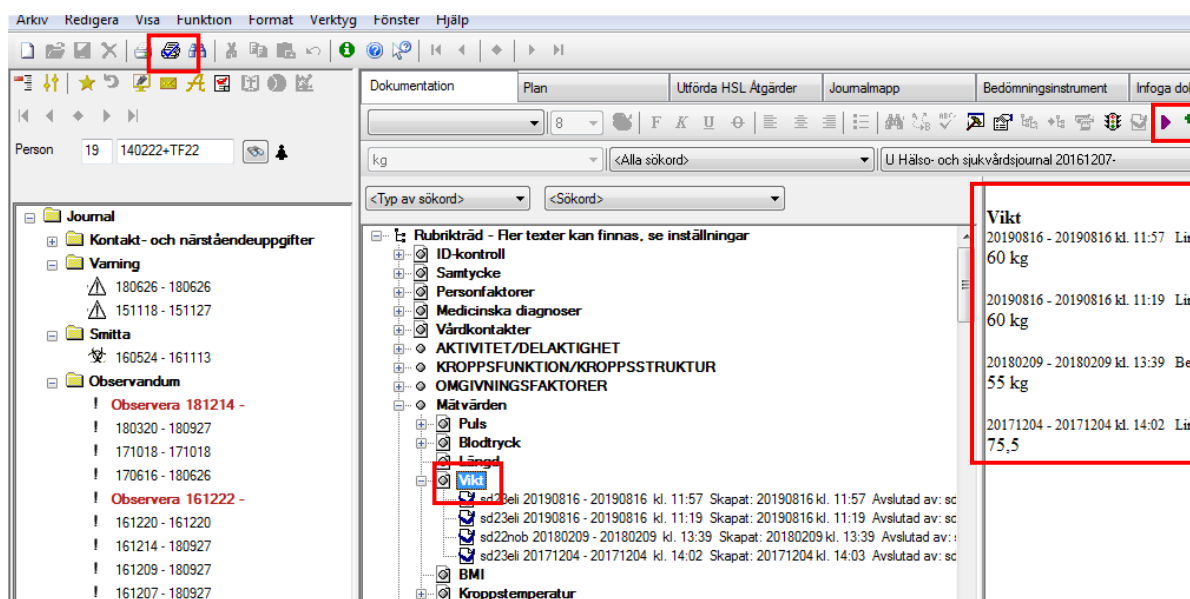 Arkiv Redigera Visa Funktion Format Verktyg Fönster Hjälp
Dokumentation Plan Utförda HSL Åtgärder Journalmapp Bedömningsinstrument Infoga dok
8 F K U
Person 19 140222+TF22
kg <Alla sökord> U Hälso- och sjukvårdsjournal 20161207-
<Typ av sökord> <Sökord>
Journal
Kontakt- och närståendeuppgifter
Varning
180626 - 180626
151118 - 151127
Smitta
160524 - 161113
Observandum
Observera 181214 -
180320 - 180927
171018 - 171018
170616 - 180626
Observera 161222 -
161220 - 161220
161214 - 180927
161209 - 180927
161207 - 180927
Rubrikträd - Fler texter kan finnas, se inställningar
ID-kontroll
Samtycke
Personfaktorer
Medicinska diagnoser
Vårdkontakter
AKTIVITET/DELAKTIGHET
KROPPSFUNKTION/KROPPSSTRUKTUR
OMGIVNINGSFAKTORER
Mätvärden
Puls
Blodtryck
Längd
Vikt
sd23eli 20190816 - 20190816 kl. 11:57 Skapat: 20190816 kl. 11:57 Avslutad av: sd
sd23eli 20190816 - 20190816 kl. 11:19 Skapat: 20190816 kl. 11:19 Avslutad av: sd
sd22nob 20180209 - 20180209 kl. 13:39 Skapat: 20180209 kl. 13:39 Avslutad av:
sd23eli 20171204 - 20171204 kl. 14:02 Skapat: 20171204 kl. 14:03 Avslutad av: sd
BMI
Kroppstemperatur
Vikt
20190816 - 20190816 kl. 11:57 Lin
60 kg
20190816 - 20190816 kl. 11:19 Lin
60 kg
20180209 - 20180209 kl. 13:39 Be
55 kg
20171204 - 20171204 kl. 14:02 Lin
75,5